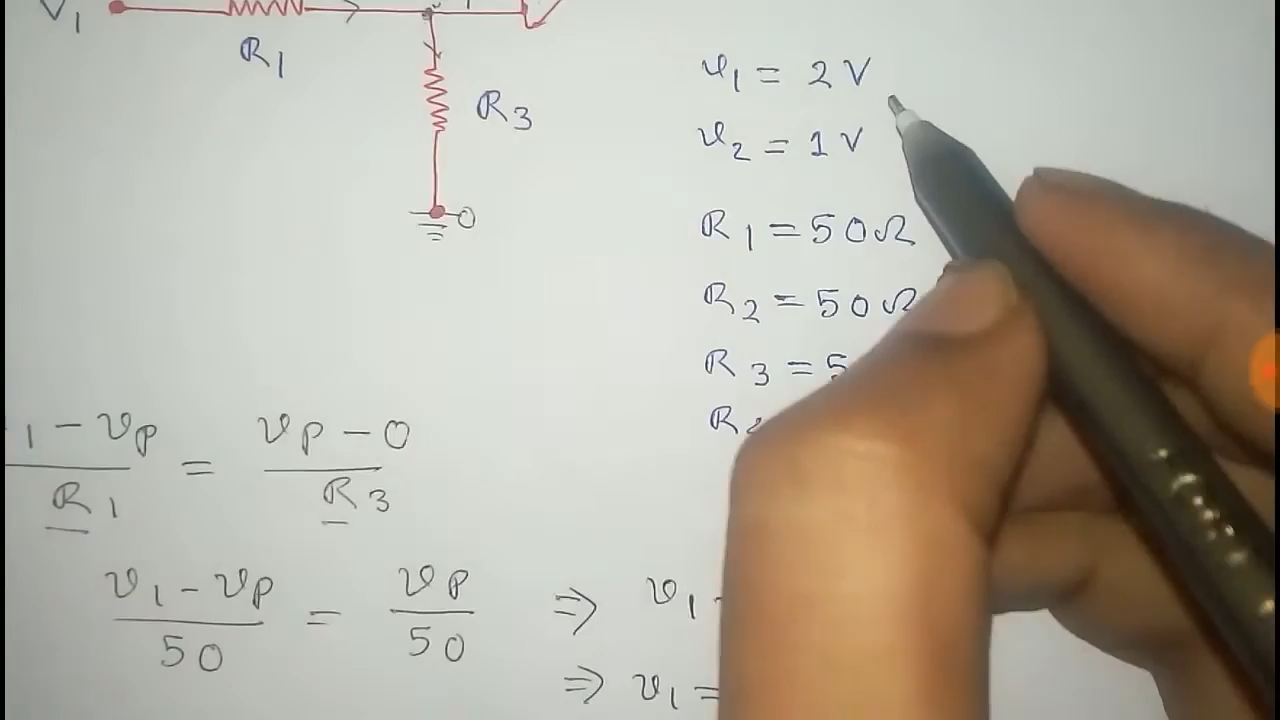 V1
R1
R3
0
v1 = 2 V
v2 = 1 V
R1 = 50Ω
R2 = 50Ω
R3 = 5
R
1 - vp / R1 = vp - 0 / R3
v1 - vp / 50 = vp / 50 ⇒ v1 -
⇒ v1 =